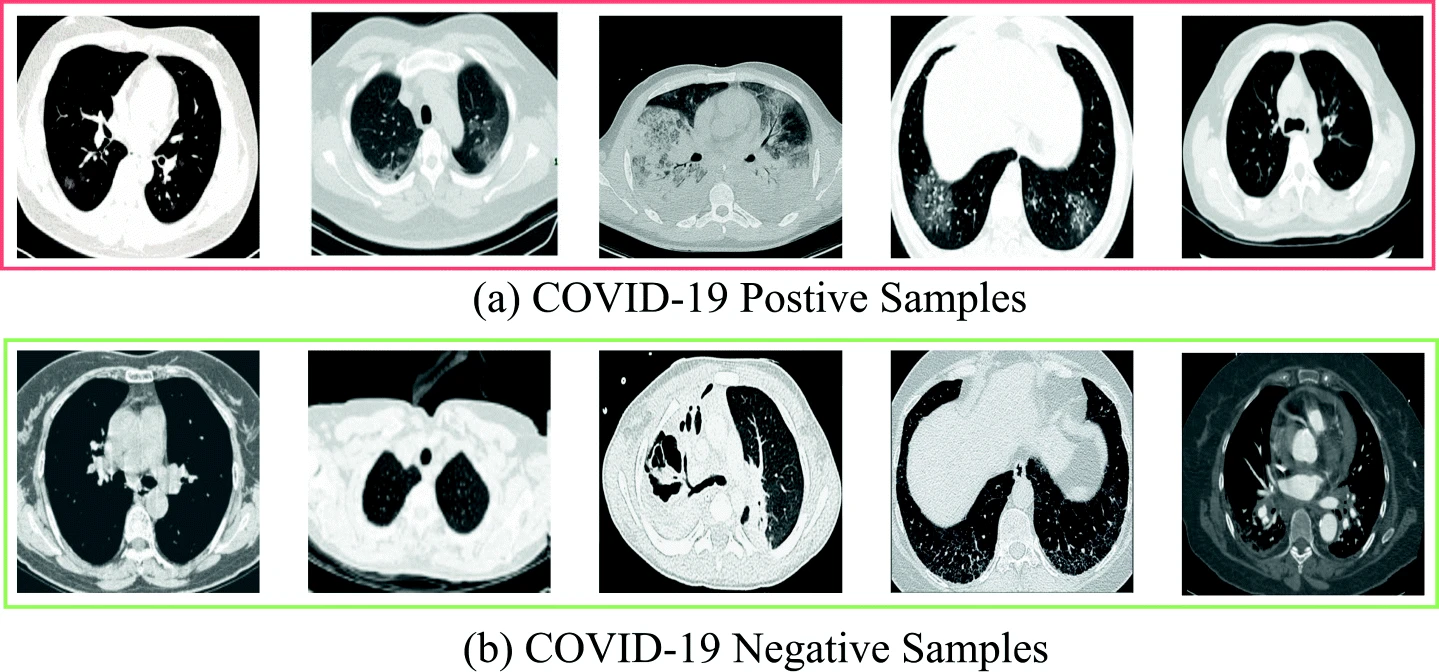 (a) COVID-19 Postive Samples
(b) COVID-19 Negative Samples